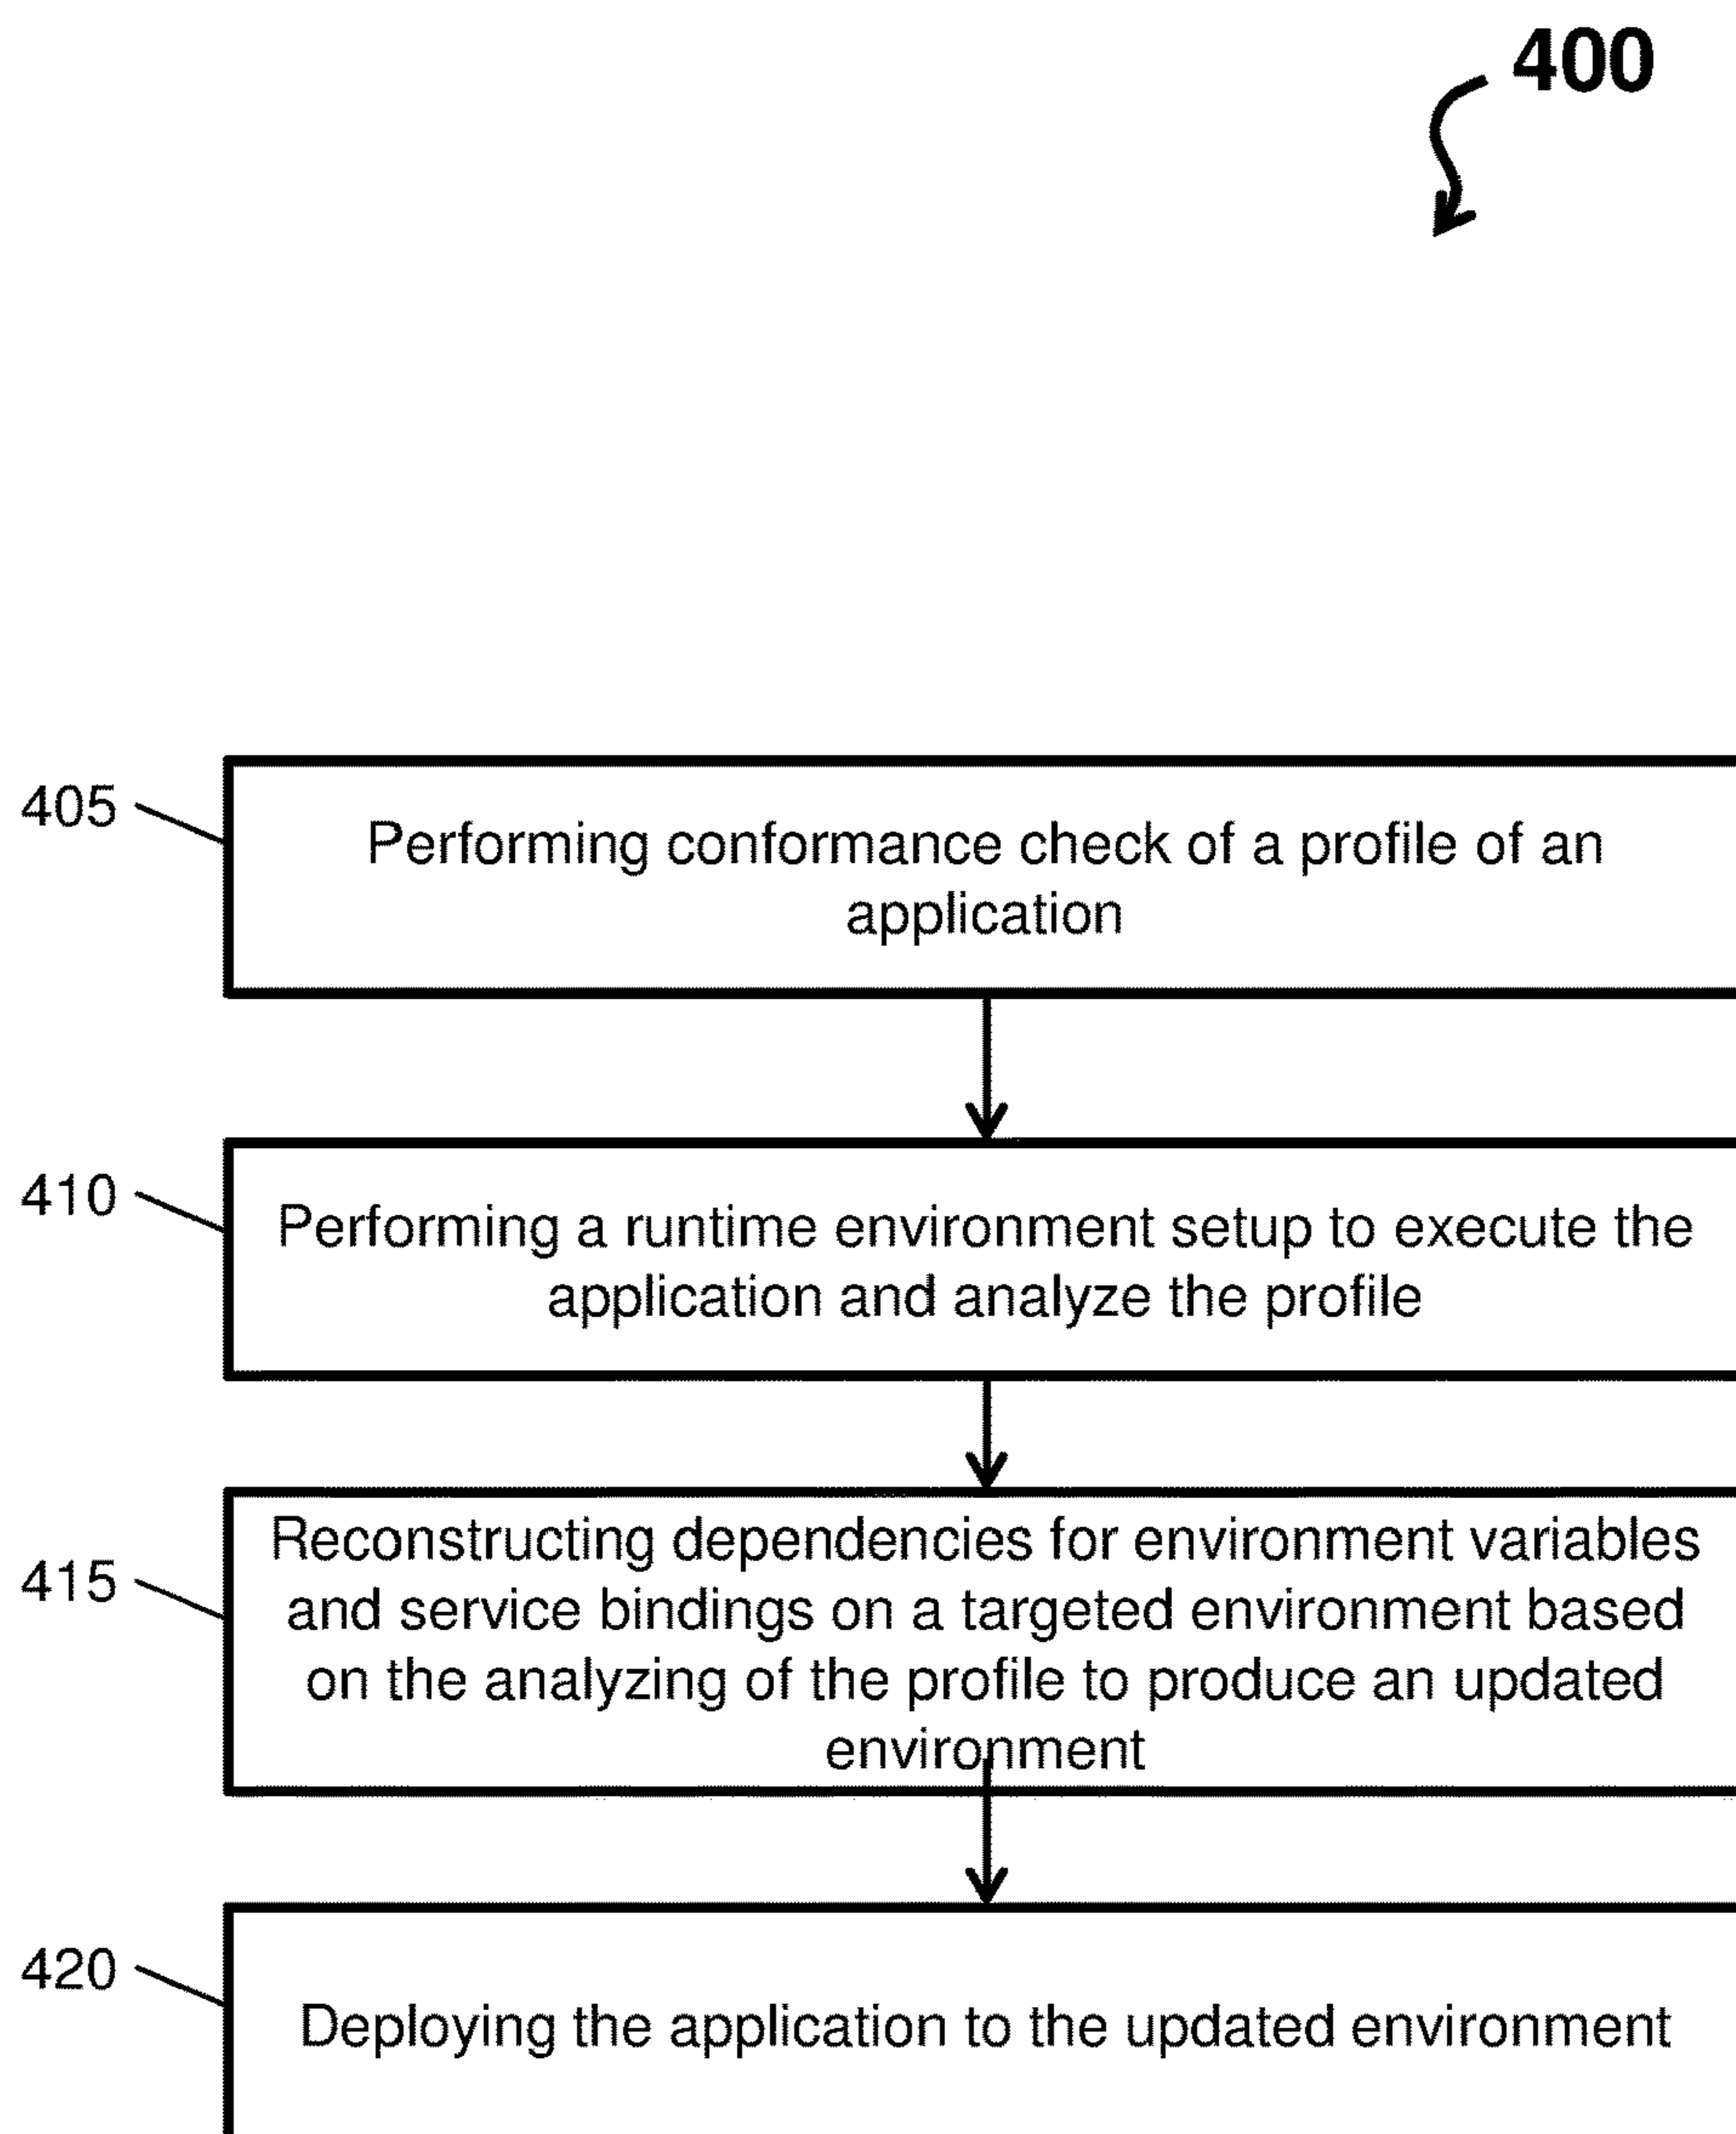 400
405
Performing conformance check of a profile of an
application
410
Performing a runtime environment setup to execute the
application and analyze the profile
415
Reconstructing dependencies for environment variables
and service bindings on a targeted environment based
on the analyzing of the profile to produce an updated
environment
420
Deploying the application to the updated environment